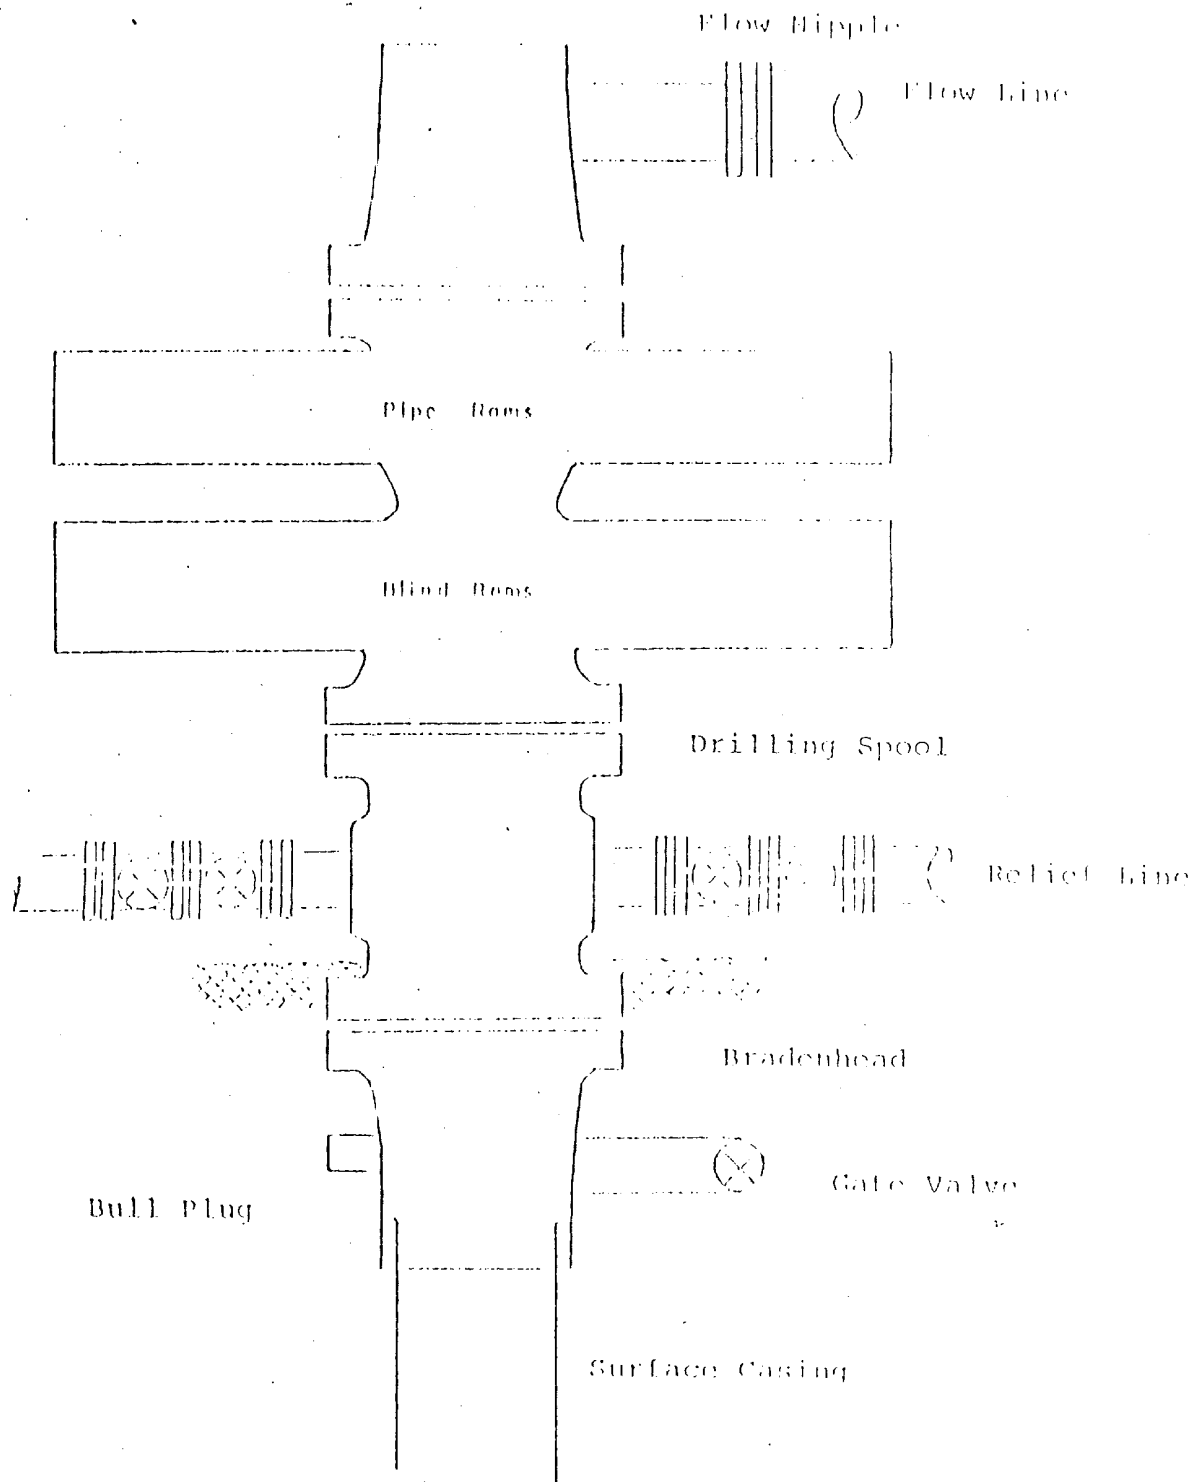 Flow Nipple
Flow Line
Pipe Rams
Blind Rams
Drilling Spool
Relief Line
Bradenhead
Gate Valve
Bull Plug
Surface Casing